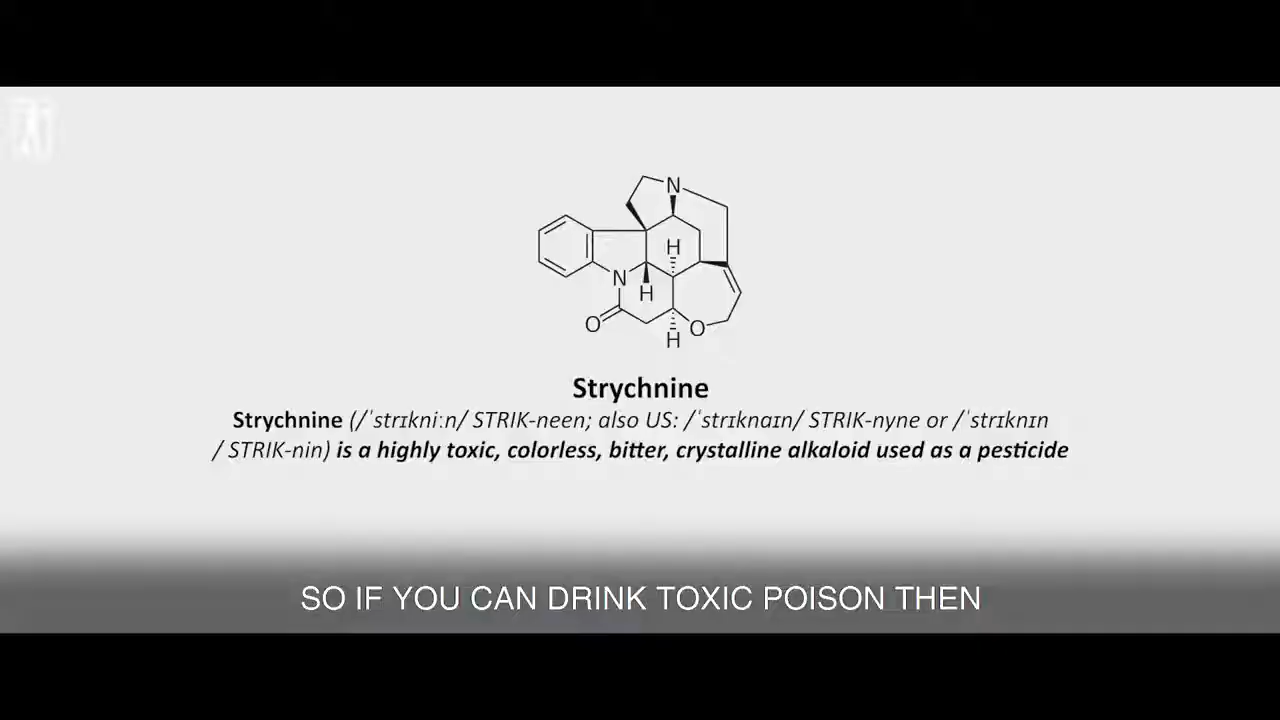 N
H
N
H
O
O
H
Strychnine
Strychnine (/ˈstrɪkniːn/ STRIK-neen; also US: /ˈstrɪknaɪn/ STRIK-nyne or /ˈstrɪknɪn
/ STRIK-nin) is a highly toxic, colorless, bitter, crystalline alkaloid used as a pesticide
SO IF YOU CAN DRINK TOXIC POISON THEN